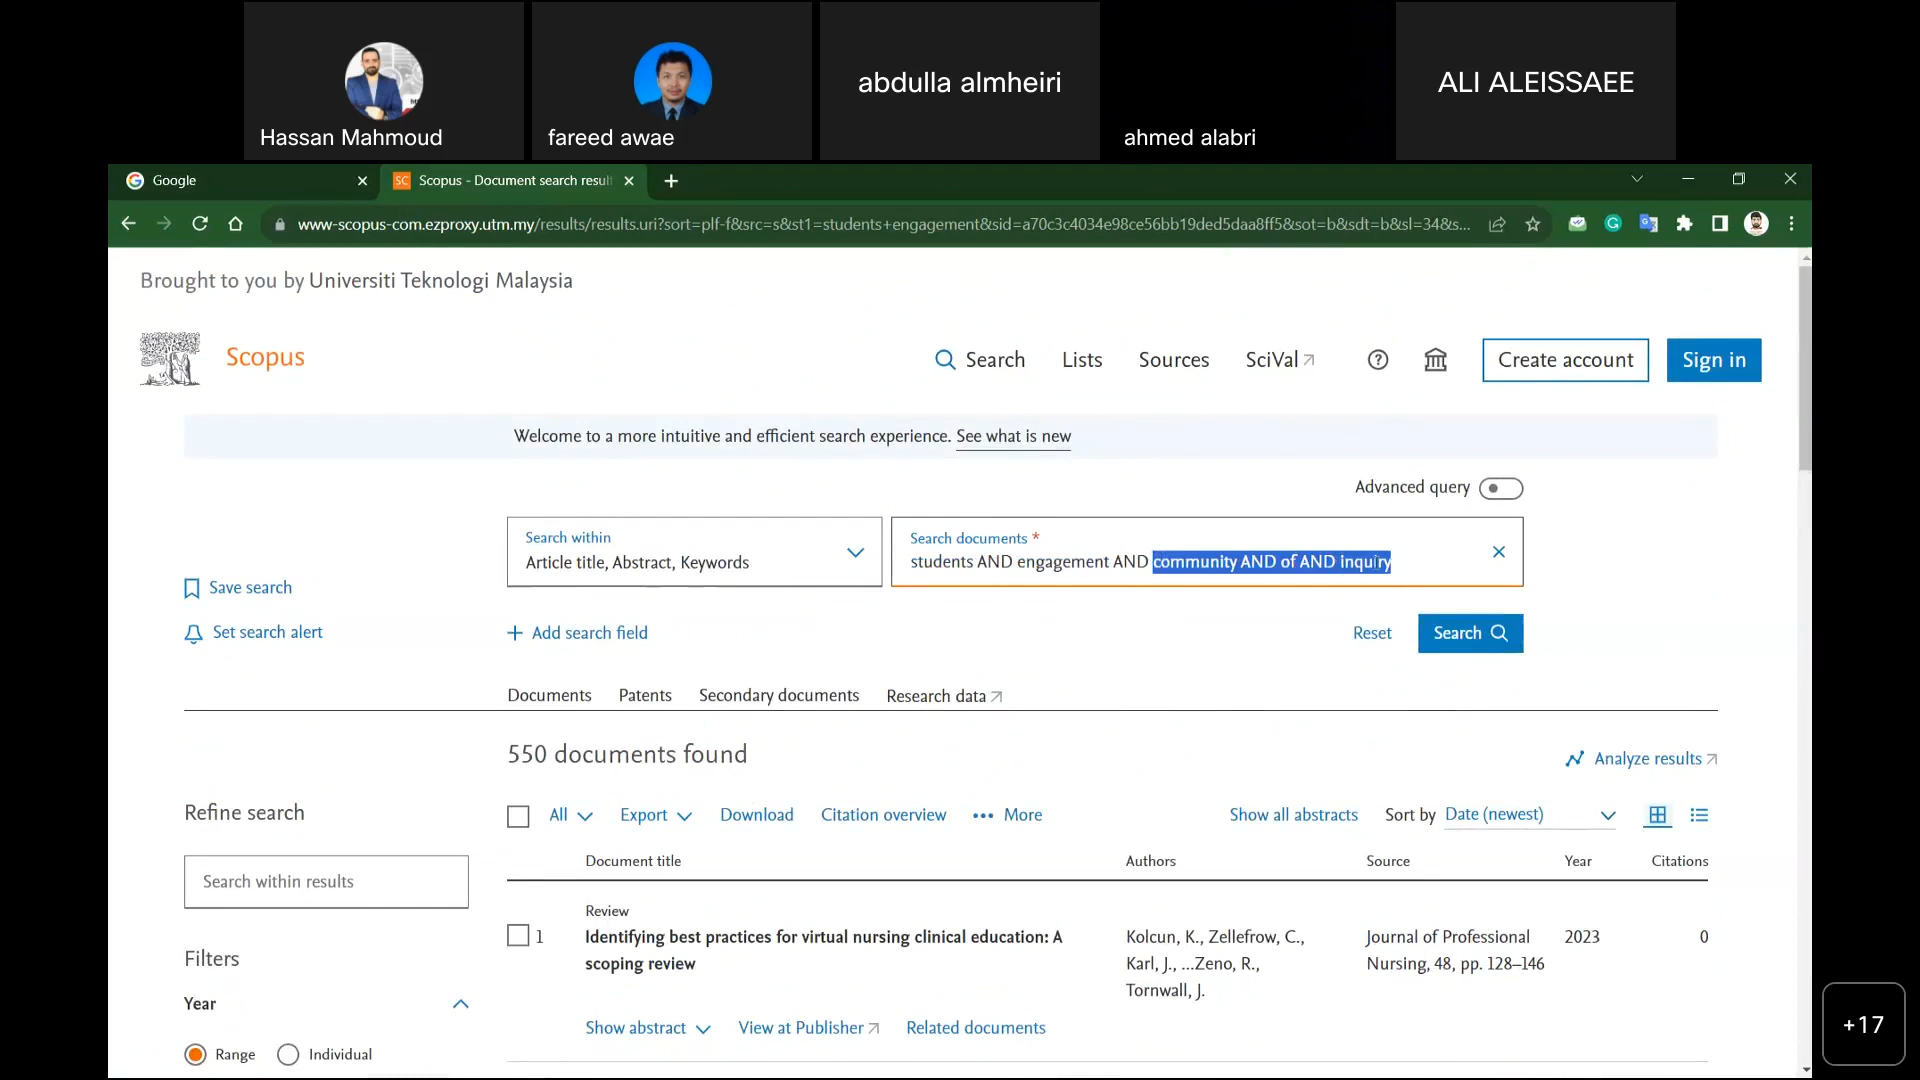 Hassan Mahmoud
fareed awae
abdulla almheiri
ahmed alabri
ALI ALEISSAEE
Google
Scopus - Document search resul
www-scopus-com.ezproxy.utm.my/results/results.uri?sort=plf-f&src=s&st1=students+engagement&sid=a70c3c4034e98ce56bb19ded5daa8ff5&sot=b&sdt=b&sl=34&s...
Brought to you by Universiti Teknologi Malaysia
Scopus
Search
Lists
Sources
SciVal
Create account
Sign in
Welcome to a more intuitive and efficient search experience. See what is new
Advanced query
Search within
Article title, Abstract, Keywords
Search documents *
students AND engagement AND community AND of AND inquiry
Save search
Set search alert
+ Add search field
Reset
Search
Documents
Patents
Secondary documents
Research data
550 documents found
Analyze results
Refine search
Search within results
Filters
Year
Range
Individual
All
Export
Download
Citation overview
••• More
Show all abstracts
Sort by Date (newest)
Document title
Authors
Source
Year
Citations
1
Review
Identifying best practices for virtual nursing clinical education: A
scoping review
Kolcun, K., Zellefrow, C.,
Karl, J., ...Zeno, R.,
Tornwall, J.
Journal of Professional
Nursing, 48, pp. 128–146
2023
0
Show abstract
View at Publisher
Related documents
+17